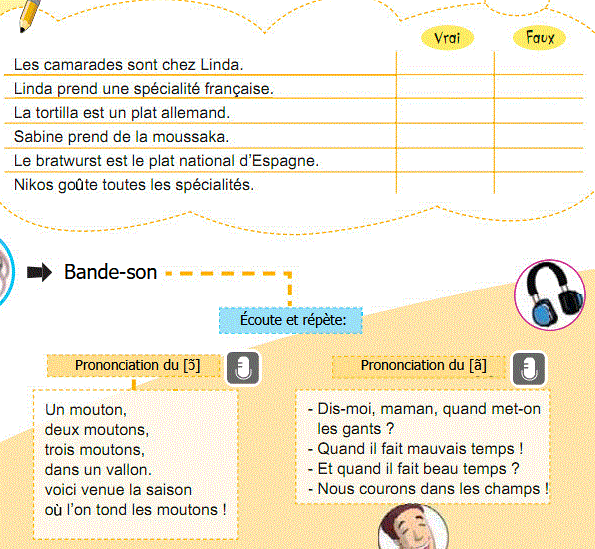 Vrai Faux
Les camarades sont chez Linda.
Linda prend une spécialité française.
La tortilla est un plat allemand.
Sabine prend de la moussaka.
Le bratwurst est le plat national d'Espagne.
Nikos goûte toutes les spécialités.
Bande-son
Écoute et répète:
Prononciation du [ɔ̃]
Un mouton,
deux moutons,
trois moutons,
dans un vallon.
voici venue la saison
où l'on tond les moutons !
Prononciation du [ã]
- Dis-moi, maman, quand met-on
les gants ?
- Quand il fait mauvais temps !
- Et quand il fait beau temps ?
- Nous courons dans les champs !